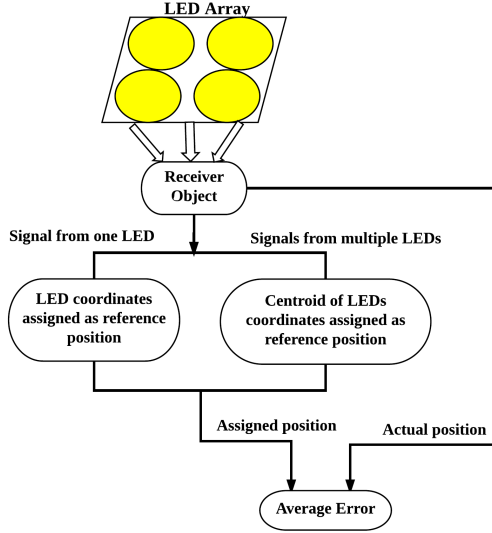 LED Array
Receiver
Object
Signal from one LED
Signals from multiple LEDs
LED coordinates
assigned as reference
position
Centroid of LEDs
coordinates assigned as
reference position
Assigned position
Actual position
Average Error